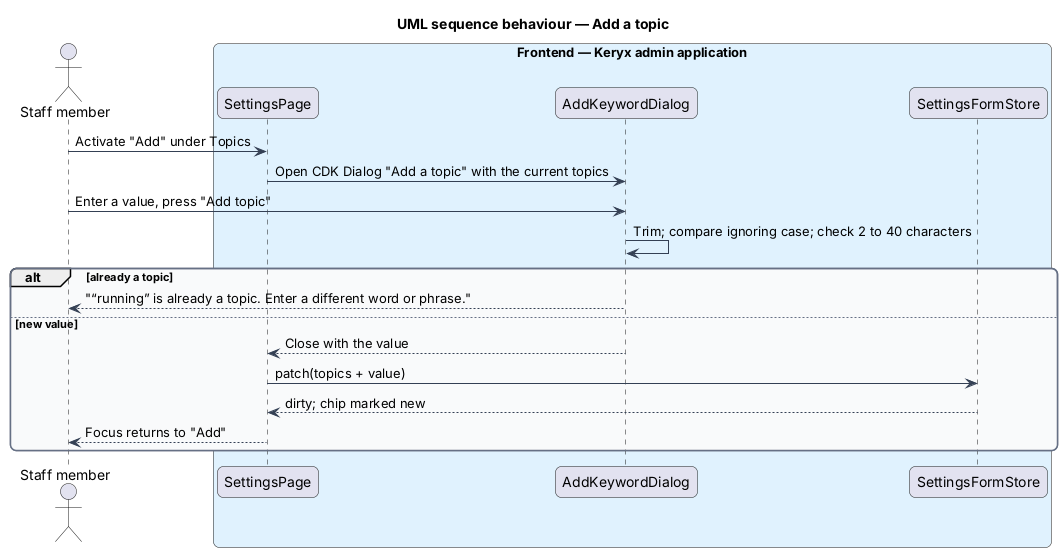 UML sequence behaviour — Add a topic
Frontend — Keryx admin application
Staff member
SettingsPage
AddKeywordDialog
SettingsFormStore
Activate "Add" under Topics
Open CDK Dialog "Add a topic" with the current topics
Enter a value, press "Add topic"
Trim; compare ignoring case; check 2 to 40 characters
alt
[already a topic]
"“running” is already a topic. Enter a different word or phrase."
[new value]
Close with the value
patch(topics + value)
dirty; chip marked new
Focus returns to "Add"
Staff member
SettingsPage
AddKeywordDialog
SettingsFormStore